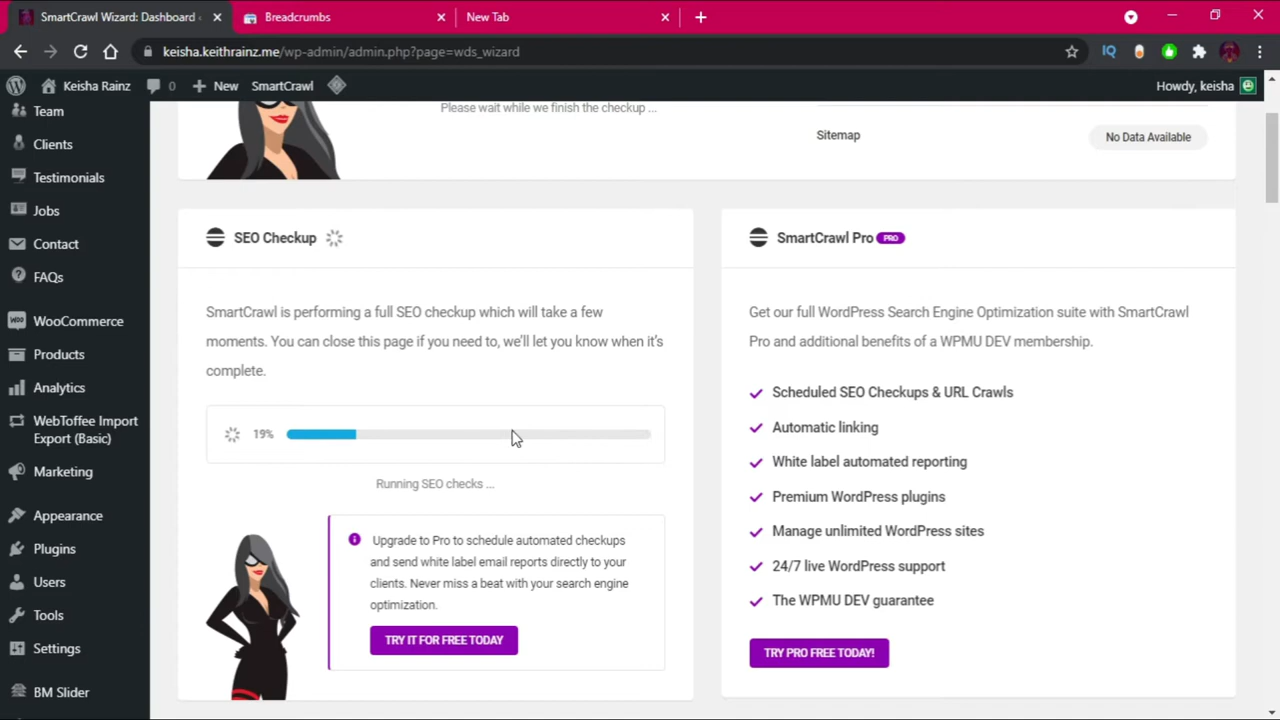 SmartCrawl Wizard: Dashboard
Breadcrumbs
New Tab
keisha.keithrainz.me/wp-admin/admin.php?page=wds_wizard
IQ
Keisha Rainz
0
New
SmartCrawl
Howdy, keisha
Team
Clients
Testimonials
Jobs
Contact
FAQs
WooCommerce
Products
Analytics
WebToffee Import
Export (Basic)
Marketing
Appearance
Plugins
Users
Tools
Settings
BM Slider
Please wait while we finish the checkup ...
Sitemap
No Data Available
SEO Checkup
SmartCrawl is performing a full SEO checkup which will take a few
moments. You can close this page if you need to, we'll let you know when it's
complete.
19%
Running SEO checks ...
Upgrade to Pro to schedule automated checkups
and send white label email reports directly to your
clients. Never miss a beat with your search engine
optimization.
TRY IT FOR FREE TODAY
SmartCrawl Pro PRO
Get our full WordPress Search Engine Optimization suite with SmartCrawl
Pro and additional benefits of a WPMU DEV membership.
Scheduled SEO Checkups & URL Crawls
Automatic linking
White label automated reporting
Premium WordPress plugins
Manage unlimited WordPress sites
24/7 live WordPress support
The WPMU DEV guarantee
TRY PRO FREE TODAY!